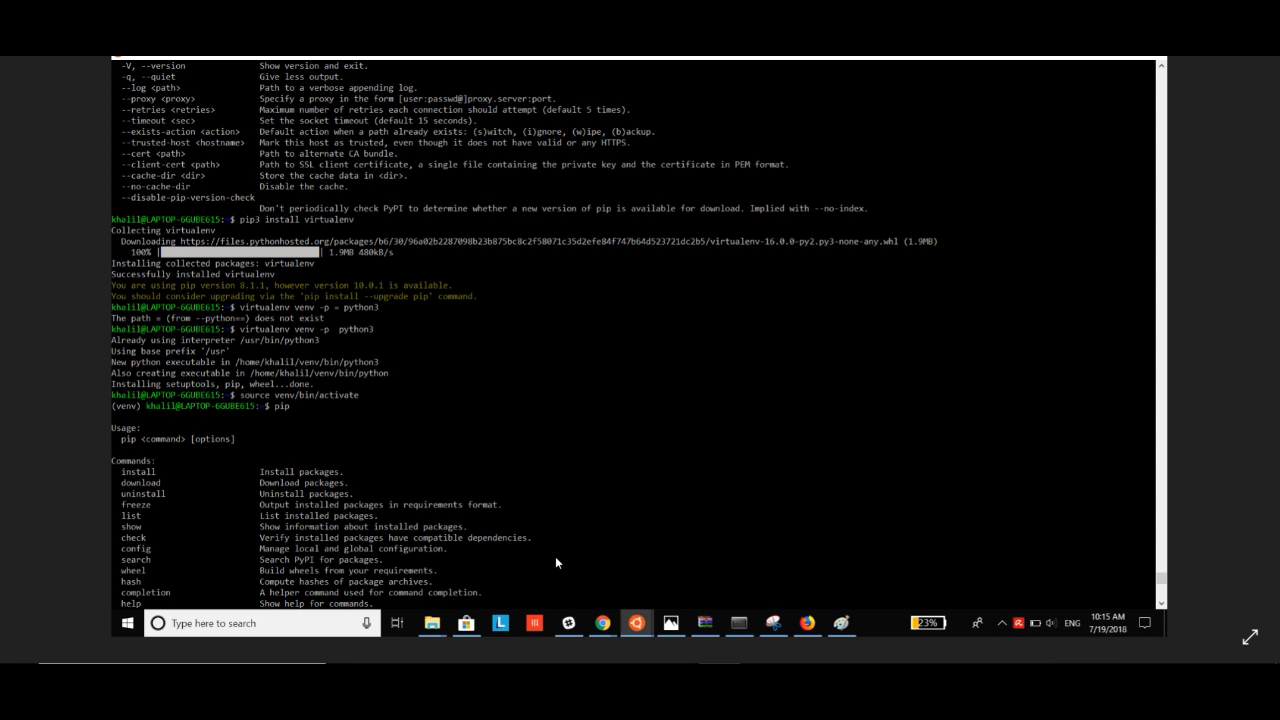 -V, --version Show version and exit.
-q, --quiet Give less output.
--log <path> Path to a verbose appending log.
--proxy <proxy> Specify a proxy in the form [user:passwd@]proxy.server:port.
--retries <retries> Maximum number of retries each connection should attempt (default 5 times).
--timeout <sec> Set the socket timeout (default 15 seconds).
--exists-action <action> Default action when a path already exists: (s)witch, (i)gnore, (w)ipe, (b)ackup.
--trusted-host <hostname> Mark this host as trusted, even though it does not have valid or any HTTPS.
--cert <path> Path to alternate CA bundle.
--client-cert <path> Path to SSL client certificate, a single file containing the private key and the certificate in PEM format.
--cache-dir <dir> Store the cache data in <dir>.
--no-cache-dir Disable the cache.
--disable-pip-version-check
Don't periodically check PyPI to determine whether a new version of pip is available for download. Implied with --no-index.
khalil@LAPTOP-6GUBE615:~$ pip3 install virtualenv
Collecting virtualenv
Downloading https://files.pythonhosted.org/packages/b6/30/96a02b2287098b23b875bc8c2f58071c35d2efe84f747b64d523721dc2b5/virtualenv-16.0.0-py2.py3-none-any.whl (1.9MB)
100% | | 1.9MB 480kB/s
Installing collected packages: virtualenv
Successfully installed virtualenv
You are using pip version 8.1.1, however version 10.0.1 is available.
You should consider upgrading via the 'pip install --upgrade pip' command.
khalil@LAPTOP-6GUBE615:~$ virtualenv venv -p = python3
The path = (from --python==) does not exist
khalil@LAPTOP-6GUBE615:~$ virtualenv venv -p  python3
Already using interpreter /usr/bin/python3
Using base prefix '/usr'
New python executable in /home/khalil/venv/bin/python3
Also creating executable in /home/khalil/venv/bin/python
Installing setuptools, pip, wheel...done.
khalil@LAPTOP-6GUBE615:~$ source venv/bin/activate
(venv) khalil@LAPTOP-6GUBE615:~$ pip
Usage:
pip <command> [options]
Commands:
install Install packages.
download Download packages.
uninstall Uninstall packages.
freeze Output installed packages in requirements format.
list List installed packages.
show Show information about installed packages.
check Verify installed packages have compatible dependencies.
config Manage local and global configuration.
search Search PyPI for packages.
wheel Build wheels from your requirements.
hash Compute hashes of package archives.
completion A helper command used for command completion.
help Show help for commands.
Type here to search
L
23%
ENG
10:15 AM
7/19/2018